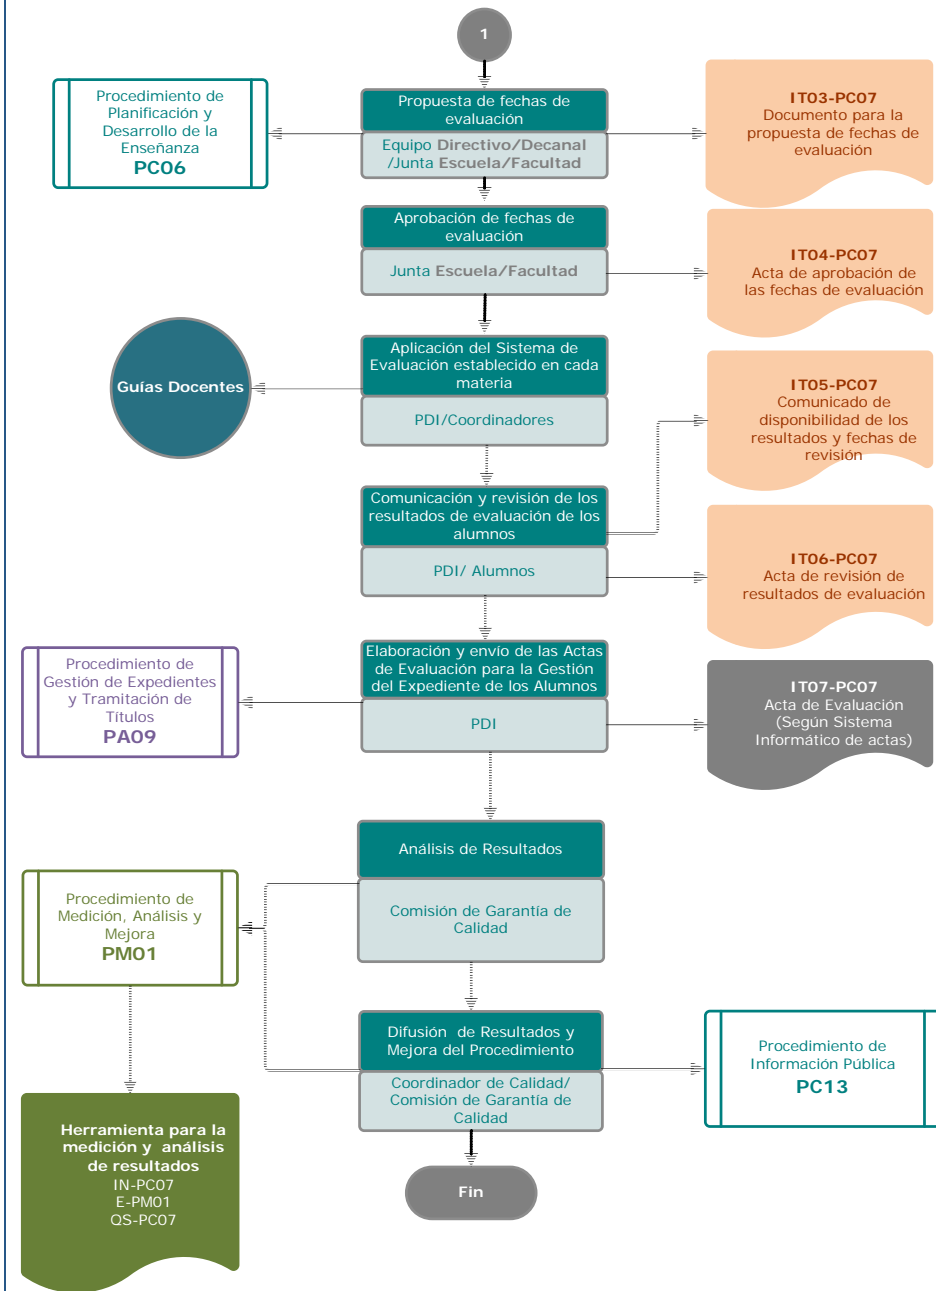 1
Procedimiento de
Planificación y
Desarrollo de la
Enseñanza
PC06
Propuesta de fechas de
evaluación
Equipo Directivo/Decanal
/Junta Escuela/Facultad
IT03-PC07
Documento para la
propuesta de fechas de
evaluación
Aprobación de fechas de
evaluación
Junta Escuela/Facultad
IT04-PC07
Acta de aprobación de
las fechas de evaluación
Guías Docentes
Aplicación del Sistema de
Evaluación establecido en cada
materia
PDI/Coordinadores
IT05-PC07
Comunicado de
disponibilidad de los
resultados y fechas de
revisión
Comunicación y revisión de los
resultados de evaluación de los
alumnos
PDI/ Alumnos
IT06-PC07
Acta de revisión de
resultados de evaluación
Procedimiento de
Gestión de Expedientes
y Tramitación de
Títulos
PA09
Elaboración y envío de las Actas
de Evaluación para la Gestión
del Expediente de los Alumnos
PDI
IT07-PC07
Acta de Evaluación
(Según Sistema
Informático de actas)
Análisis de Resultados
Comisión de Garantía de
Calidad
Procedimiento de
Medición, Análisis y
Mejora
PM01
Difusión de Resultados y
Mejora del Procedimiento
Coordinador de Calidad/
Comisión de Garantía de
Calidad
Procedimiento de
Información Pública
PC13
Herramienta para la
medición y análisis
de resultados
IN-PC07
E-PM01
QS-PC07
Fin